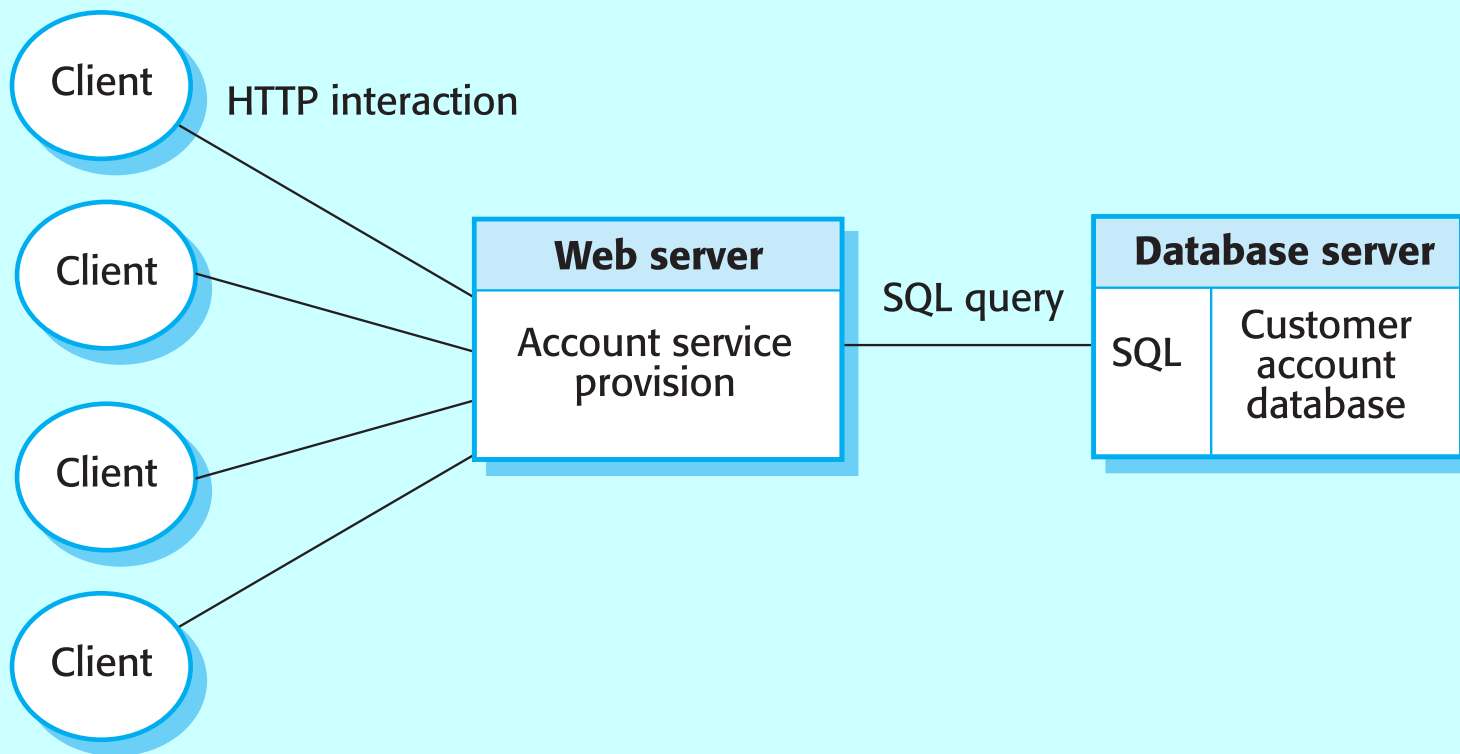 Client
HTTP interaction
Client
Client
Client
Web server
Account service
provision
SQL query
Database server
SQL
Customer
account
database